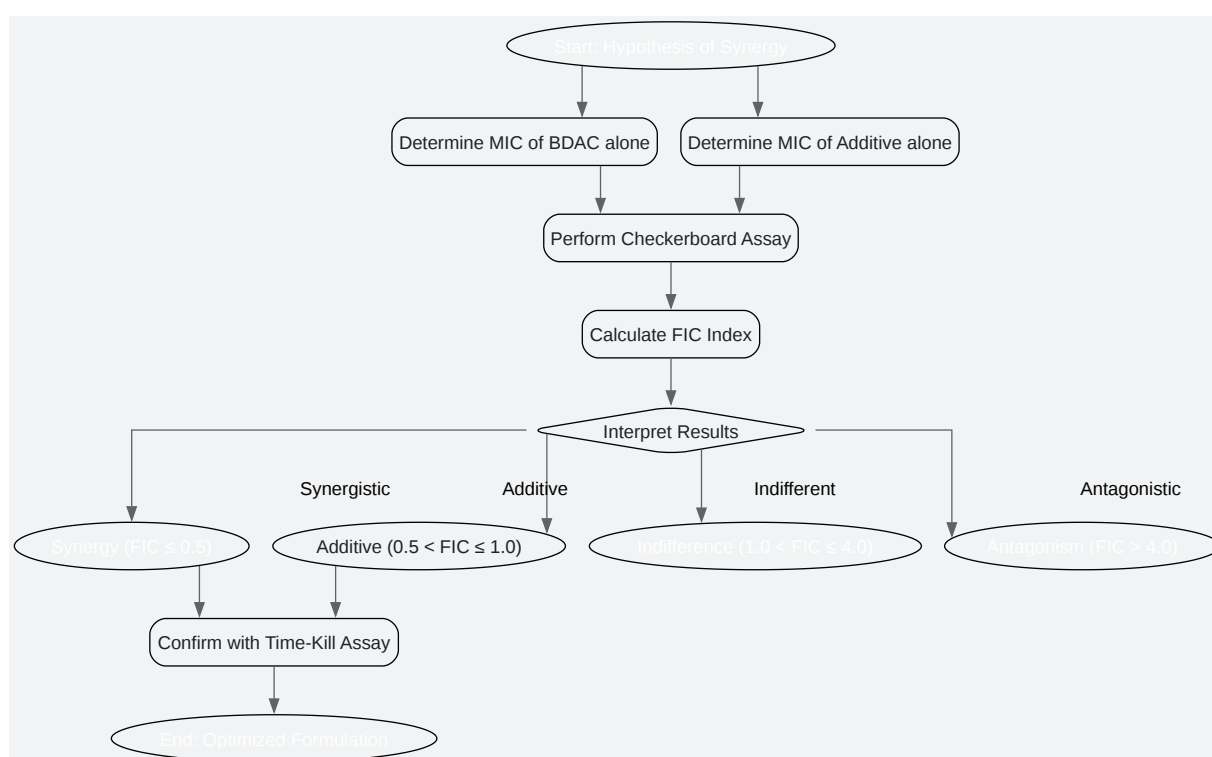 Start: Hypothesis of Synergy
Determine MIC of BDAC alone
Determine MIC of Additive alone
Perform Checkerboard Assay
Calculate FIC Index
Interpret Results
Synergistic
Additive
Indifferent
Antagonistic
Synergy (FIC ≤ 0.5)
Additive (0.5 < FIC ≤ 1.0)
Indifference (1.0 < FIC ≤ 4.0)
Antagonism (FIC > 4.0)
Confirm with Time-Kill Assay
End: Optimized Formulation